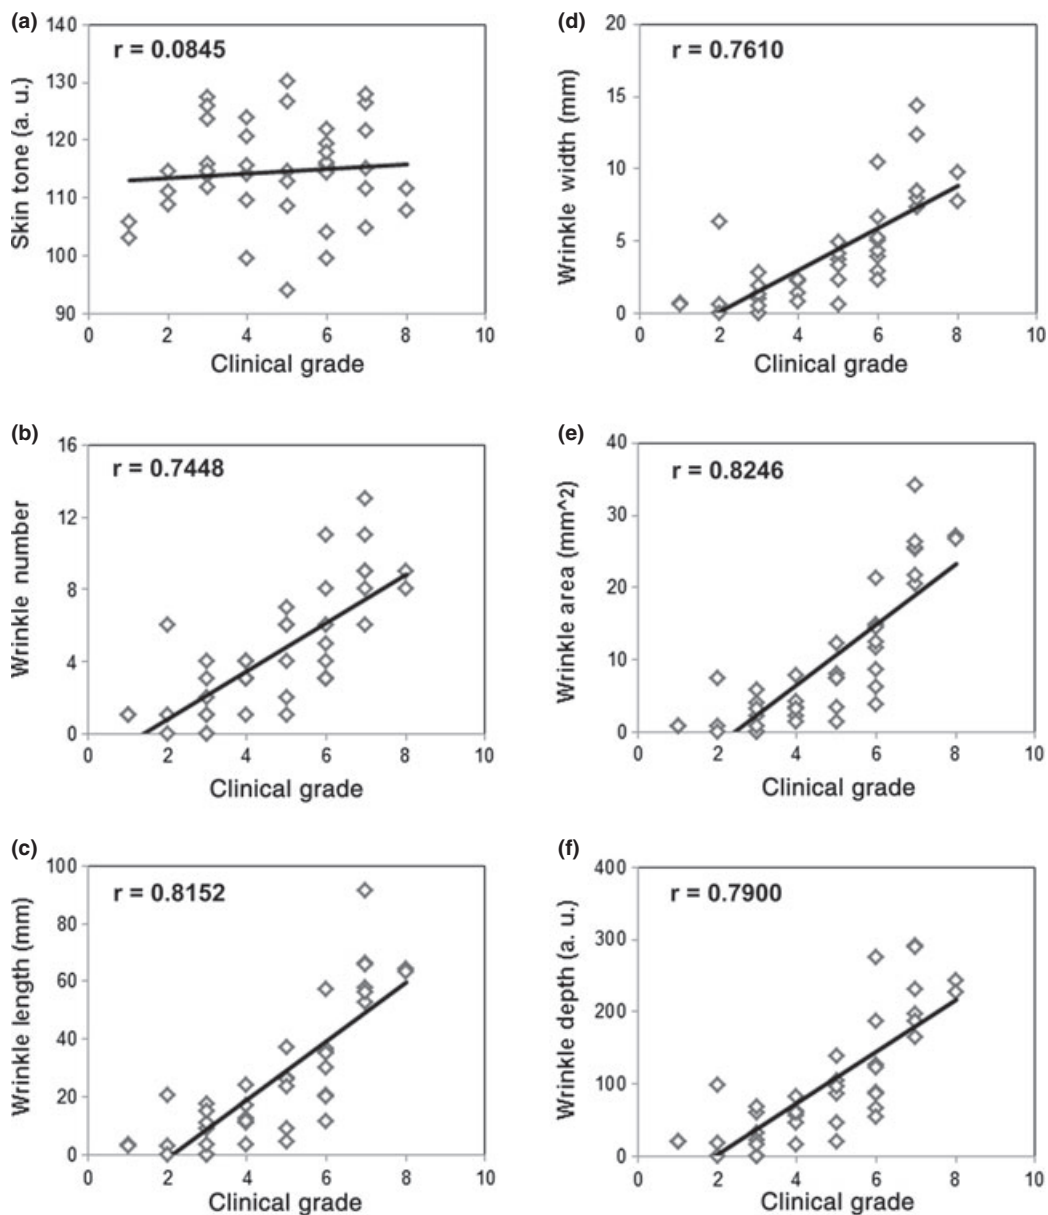 (a)
r = 0.0845
Skin tone (a. u.)
140
130
120
110
100
90
0 2 4 6 8 10
Clinical grade
(b)
r = 0.7448
Wrinkle number
16
12
8
4
0
0 2 4 6 8 10
Clinical grade
(c)
r = 0.8152
Wrinkle length (mm)
100
80
60
40
20
0
0 2 4 6 8 10
Clinical grade
(d)
r = 0.7610
Wrinkle width (mm)
20
15
10
5
0
0 2 4 6 8 10
Clinical grade
(e)
r = 0.8246
Wrinkle area (mm^2)
40
30
20
10
0
0 2 4 6 8 10
Clinical grade
(f)
r = 0.7900
Wrinkle depth (a. u.)
400
300
200
100
0
0 2 4 6 8 10
Clinical grade